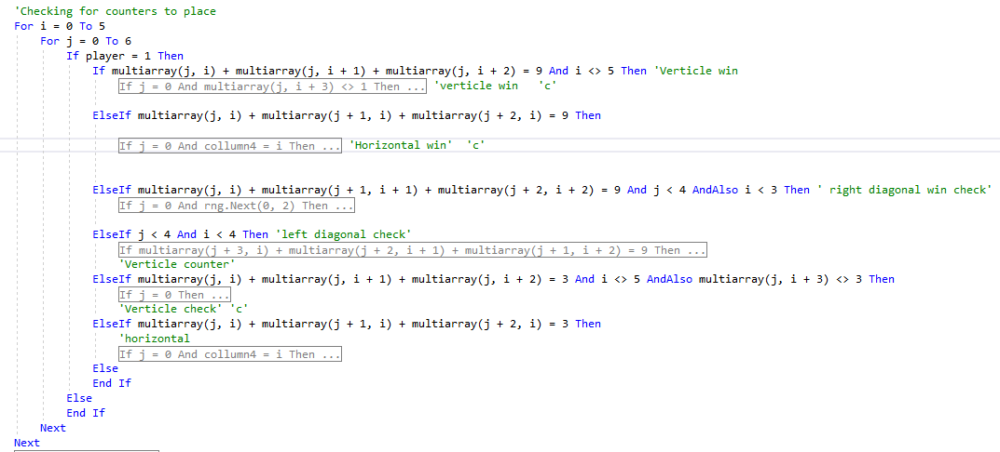 'Checking for counters to place
For i = 0 To 5
For j = 0 To 6
If player = 1 Then
If multiarray(j, i) + multiarray(j, i + 1) + multiarray(j, i + 2) = 9 And i <> 5 Then 'Verticle win
If j = 0 And multiarray(j, i + 3) <> 1 Then ... 'verticle win 'c'
ElseIf multiarray(j, i) + multiarray(j + 1, i) + multiarray(j + 2, i) = 9 Then
If j = 0 And collumn4 = i Then ... 'Horizontal win' 'c'
ElseIf multiarray(j, i) + multiarray(j + 1, i + 1) + multiarray(j + 2, i + 2) = 9 And j < 4 AndAlso i < 3 Then ' right diagonal win check'
If j = 0 And rng.Next(0, 2) Then ...
ElseIf j < 4 And i < 4 Then 'left diagonal check'
If multiarray(j + 3, i) + multiarray(j + 2, i + 1) + multiarray(j + 1, i + 2) = 9 Then ...
'Verticle counter'
ElseIf multiarray(j, i) + multiarray(j, i + 1) + multiarray(j, i + 2) = 3 And i <> 5 AndAlso multiarray(j, i + 3) <> 3 Then
If j = 0 Then ...
'Verticle check' 'c'
ElseIf multiarray(j, i) + multiarray(j + 1, i) + multiarray(j + 2, i) = 3 Then
'horizontal
If j = 0 And collumn4 = i Then ...
Else
End If
Else
End If
Next
Next